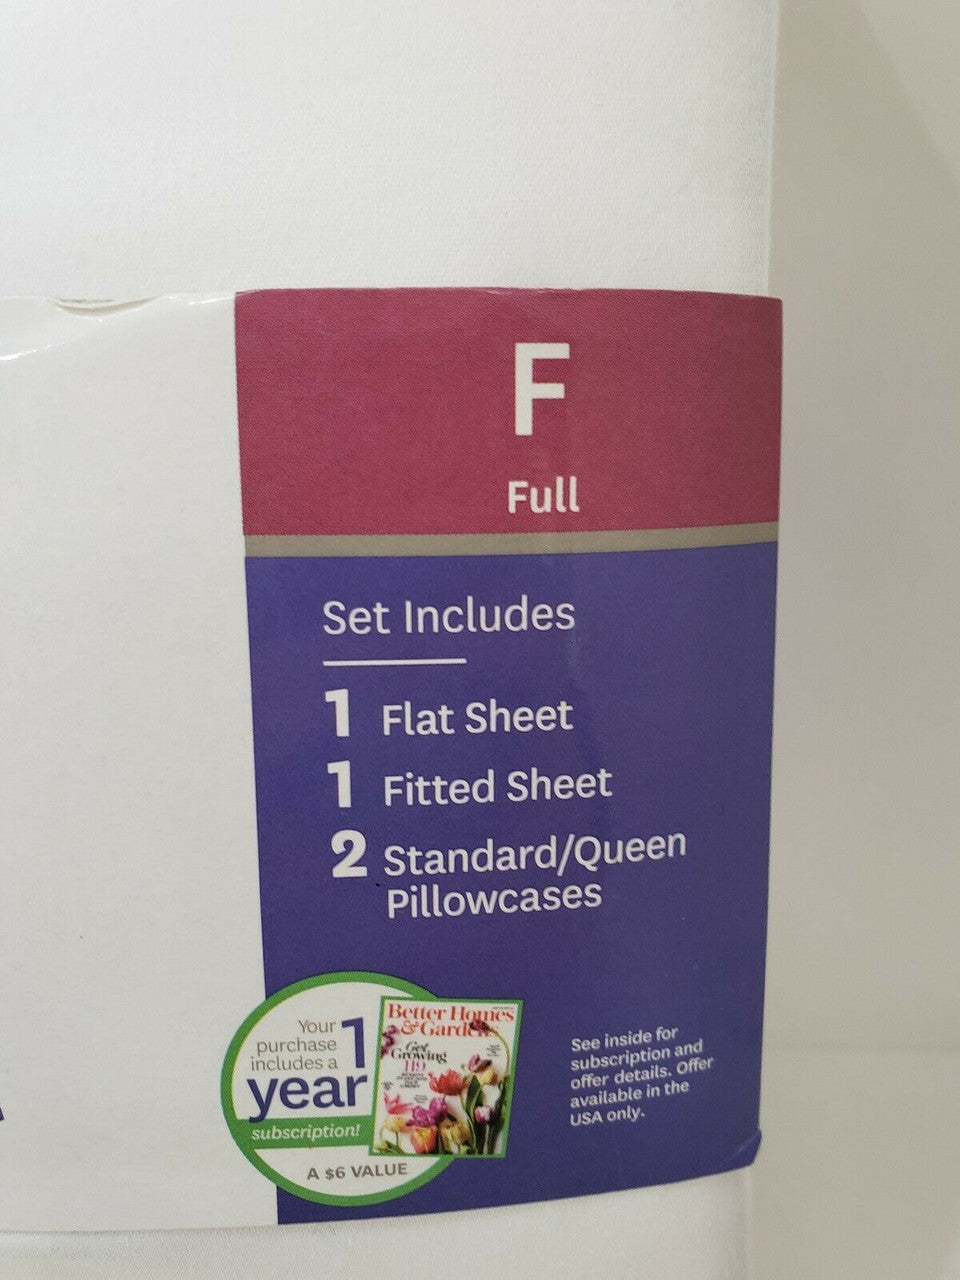 F
Full
Set Includes
1 Flat Sheet
1 Fitted Sheet
2 Standard/Queen
Pillowcases
Your
purchase
includes a 1
year
subscription!
A $6 VALUE
Better Homes
& Gardens
Get
Growing
119
See inside for
subscription and
offer details. Offer
available in the
USA only.